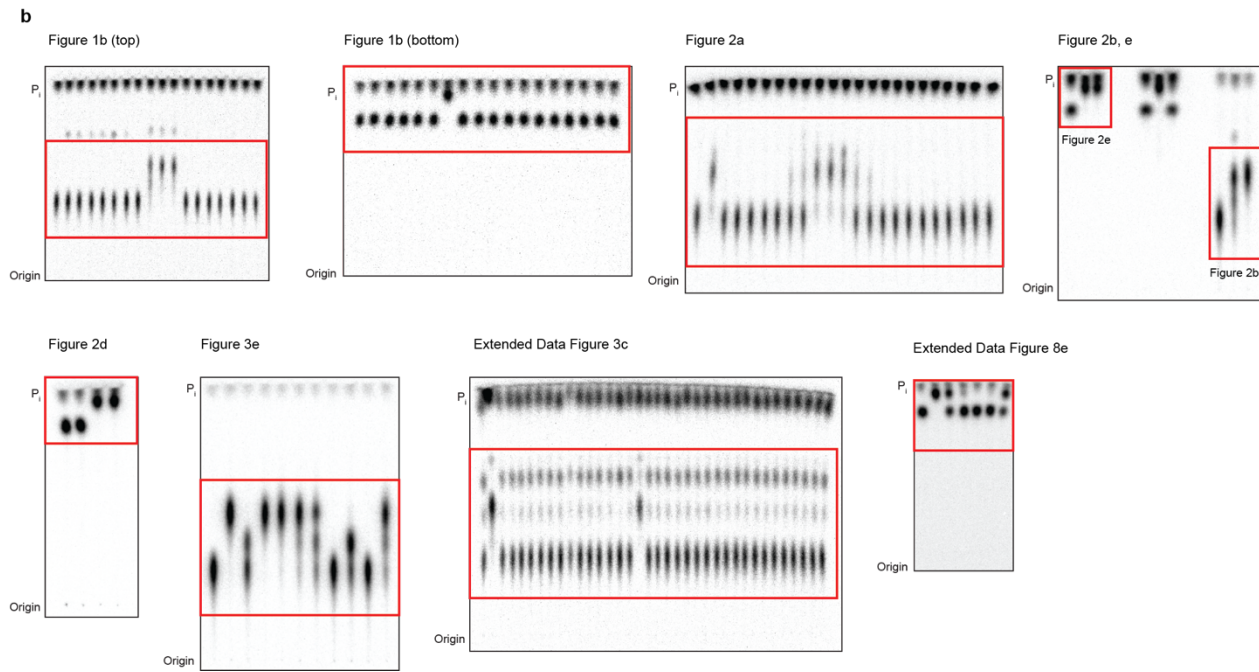 b
Figure 1b (top)
Figure 1b (bottom)
Figure 2a
Figure 2b, e
Pi
Pi
Pi
Pi
Figure 2e
Figure 2b
Origin
Origin
Origin
Origin
Figure 2d
Figure 3e
Extended Data Figure 3c
Extended Data Figure 8e
Pi
Pi
Pi
Pi
Origin
Origin
Origin
Origin